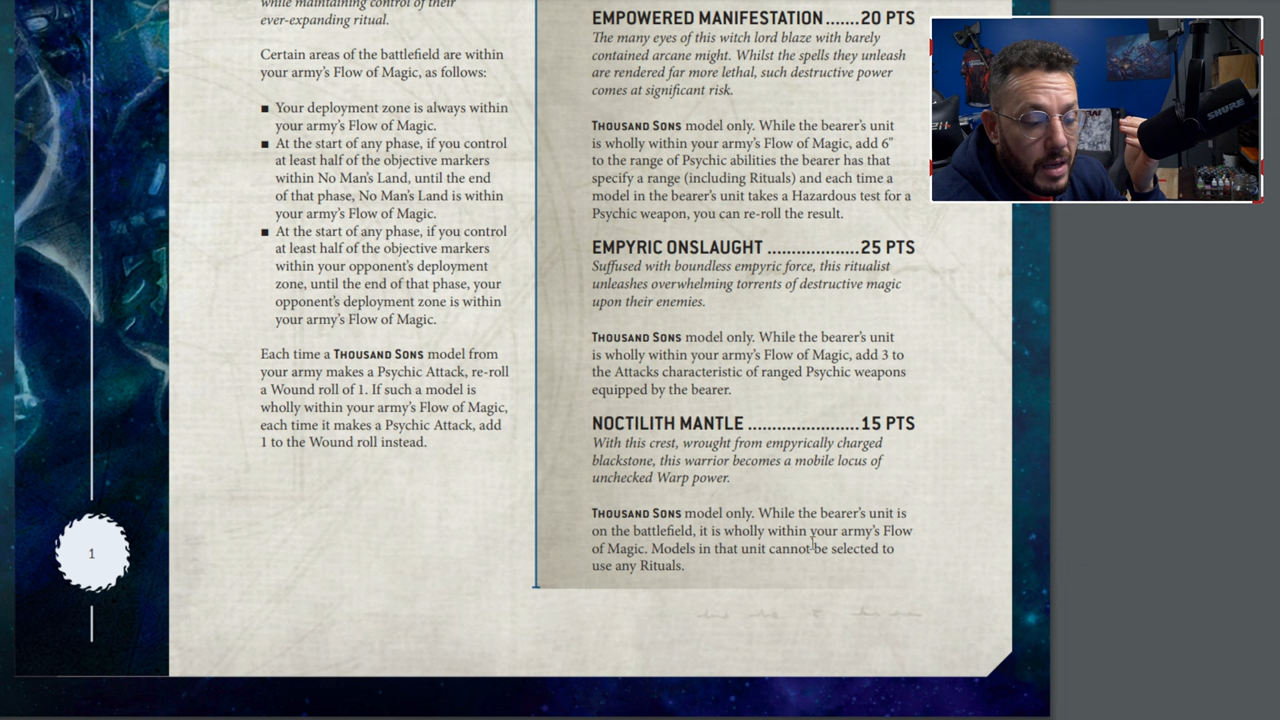 while maintaining control of their
ever-expanding ritual.
Certain areas of the battlefield are within
your army's Flow of Magic, as follows:
■ Your deployment zone is always within
your army's Flow of Magic.
■ At the start of any phase, if you control
at least half of the objective markers
within No Man's Land, until the end
of that phase, No Man's Land is within
your army's Flow of Magic.
■ At the start of any phase, if you control
at least half of the objective markers
within your opponent's deployment
zone, until the end of that phase, your
opponent's deployment zone is within
your army's Flow of Magic.
Each time a THOUSAND SONS model from
your army makes a Psychic Attack, re-roll
a Wound roll of 1. If such a model is
wholly within your army's Flow of Magic,
each time it makes a Psychic Attack, add
1 to the Wound roll instead.
1
EMPOWERED MANIFESTATION.......20 PTS
The many eyes of this witch lord blaze with barely
contained arcane might. Whilst the spells they unleash
are rendered far more lethal, such destructive power
comes at significant risk.
THOUSAND SONS model only. While the bearer's unit
is wholly within your army's Flow of Magic, add 6"
to the range of Psychic abilities the bearer has that
specify a range (including Rituals) and each time a
model in the bearer's unit takes a Hazardous test for a
Psychic weapon, you can re-roll the result.
EMPYRIC ONSLAUGHT ..................25 PTS
Suffused with boundless empyric force, this ritualist
unleashes overwhelming torrents of destructive magic
upon their enemies.
THOUSAND SONS model only. While the bearer's unit
is wholly within your army's Flow of Magic, add 3 to
the Attacks characteristic of ranged Psychic weapons
equipped by the bearer.
NOCTILITH MANTLE ......................15 PTS
With this crest, wrought from empyrically charged
blackstone, this warrior becomes a mobile locus of
unchecked Warp power.
THOUSAND SONS model only. While the bearer's unit is
on the battlefield, it is wholly within your army's Flow
of Magic. Models in that unit cannot be selected to
use any Rituals.
SHURE